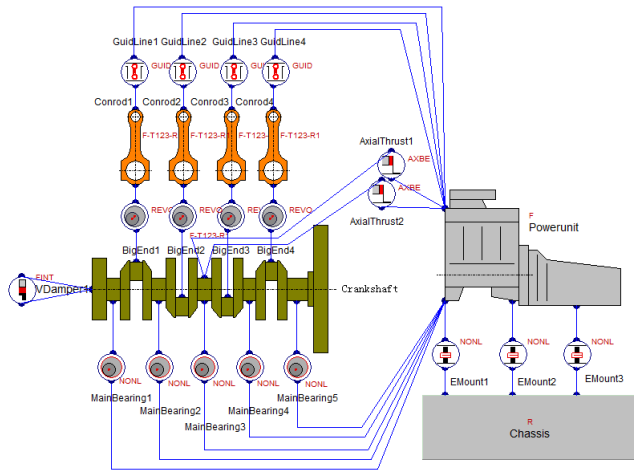 GuidLine1 GuidLine2 GuidLine3 GuidLine4
GUID GUID GUID GUID
Conrod1 Conrod2 Conrod3 Conrod4
F-T123-R F-T123-R1 F-T123-R1
AxialThrust1
AXBE
AXBE
AxialThrust2
REVO REVO REVO REVO
F
Powerunit
F-T123-R
BigEnd1 BigEnd2 BigEnd3 BigEnd4
FINT
VDamper1
Crankshaft
NONL NONL NONL
EMount1 EMount2 EMount3
NONL NONL NONL NONL NONL
MainBearing1 MainBearing2 MainBearing3 MainBearing4 MainBearing5
R
Chassis